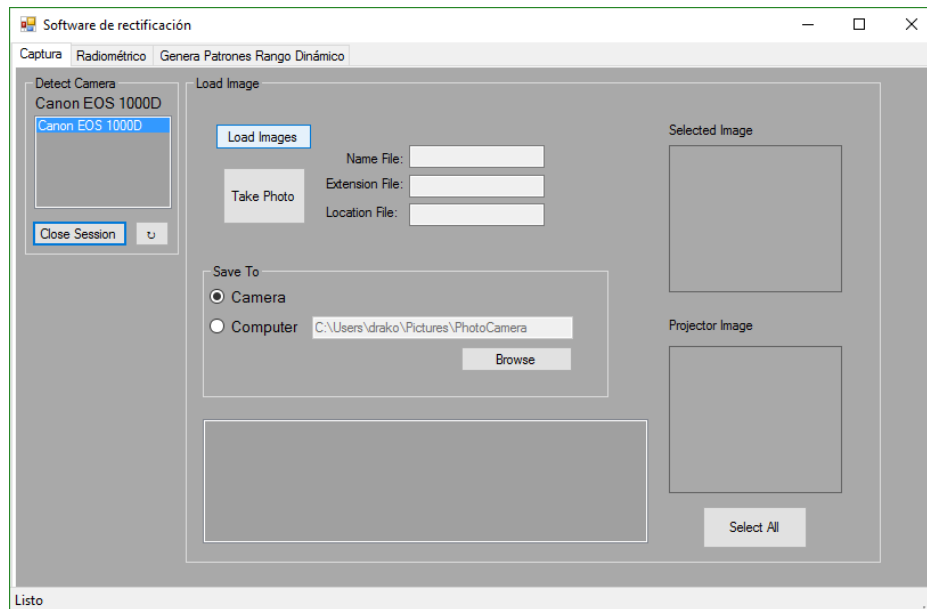 Software de rectificación
Captura Radiométrico Genera Patrones Rango Dinámico
Detect Camera
Canon EOS 1000D
Canon EOS 1000D
Close Session ↻
Load Image
Load Images
Take Photo
Name File:
Extension File:
Location File:
Save To
Camera
Computer C:\Users\drako\Pictures\PhotoCamera
Browse
Selected Image
Projector Image
Select All
Listo